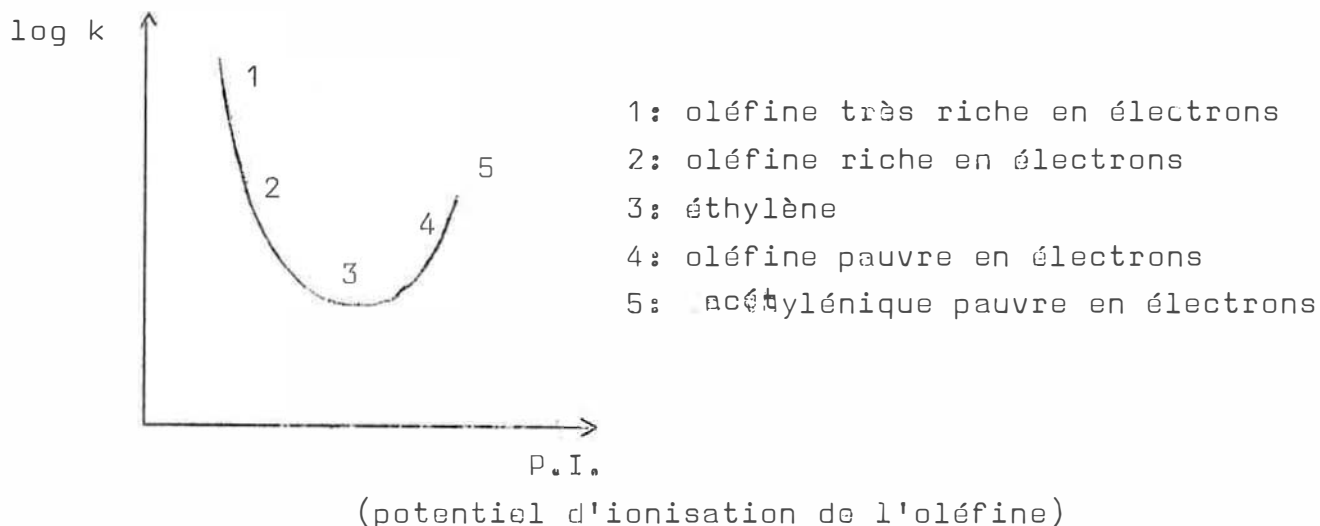 log k
1
2
3
4
5
1: oléfine très riche en électrons
2: oléfine riche en électrons
3: éthylène
4: oléfine pauvre en électrons
5: acétylénique pauvre en électrons
P.I.
(potentiel d'ionisation de l'oléfine)